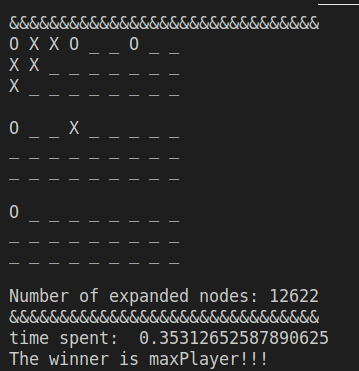 &&&&&&&&&&&&&&&&&&&&&&&&&&&&&&&
O X X O _ _ O _ _
X X _ _ _ _ _ _ _
X _ _ _ _ _ _ _ _
O _ _ X _ _ _ _ _
_ _ _ _ _ _ _ _ _
_ _ _ _ _ _ _ _ _
O _ _ _ _ _ _ _ _
_ _ _ _ _ _ _ _ _
_ _ _ _ _ _ _ _ _
Number of expanded nodes: 12622
&&&&&&&&&&&&&&&&&&&&&&&&&&&&&&&
time spent:  0.35312652587890625
The winner is maxPlayer!!!